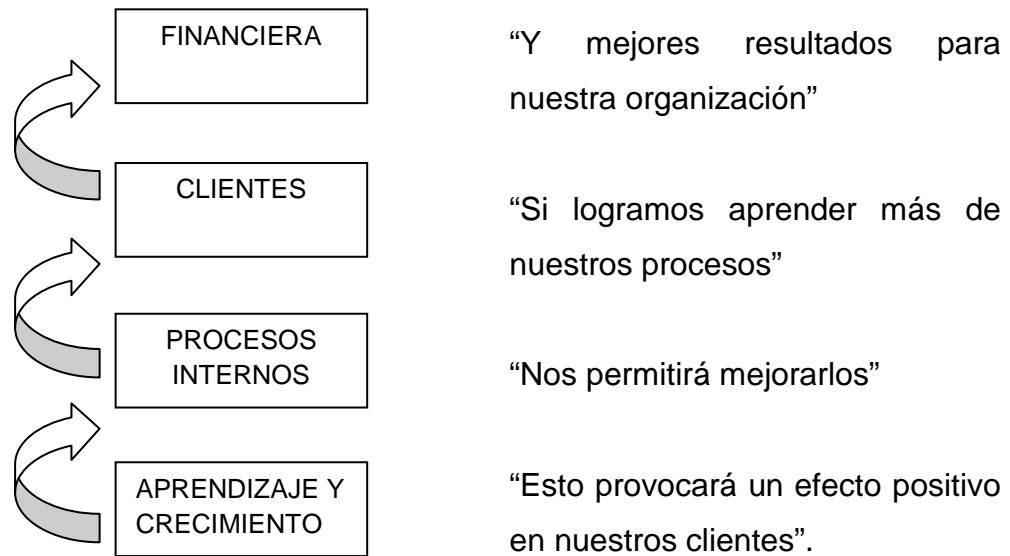 FINANCIERA
“Y mejores resultados para
nuestra organización”
CLIENTES
“Si logramos aprender más de
nuestros procesos”
PROCESOS
INTERNOS
“Nos permitirá mejorarlos”
APRENDIZAJE Y
CRECIMIENTO
“Esto provocará un efecto positivo
en nuestros clientes”.